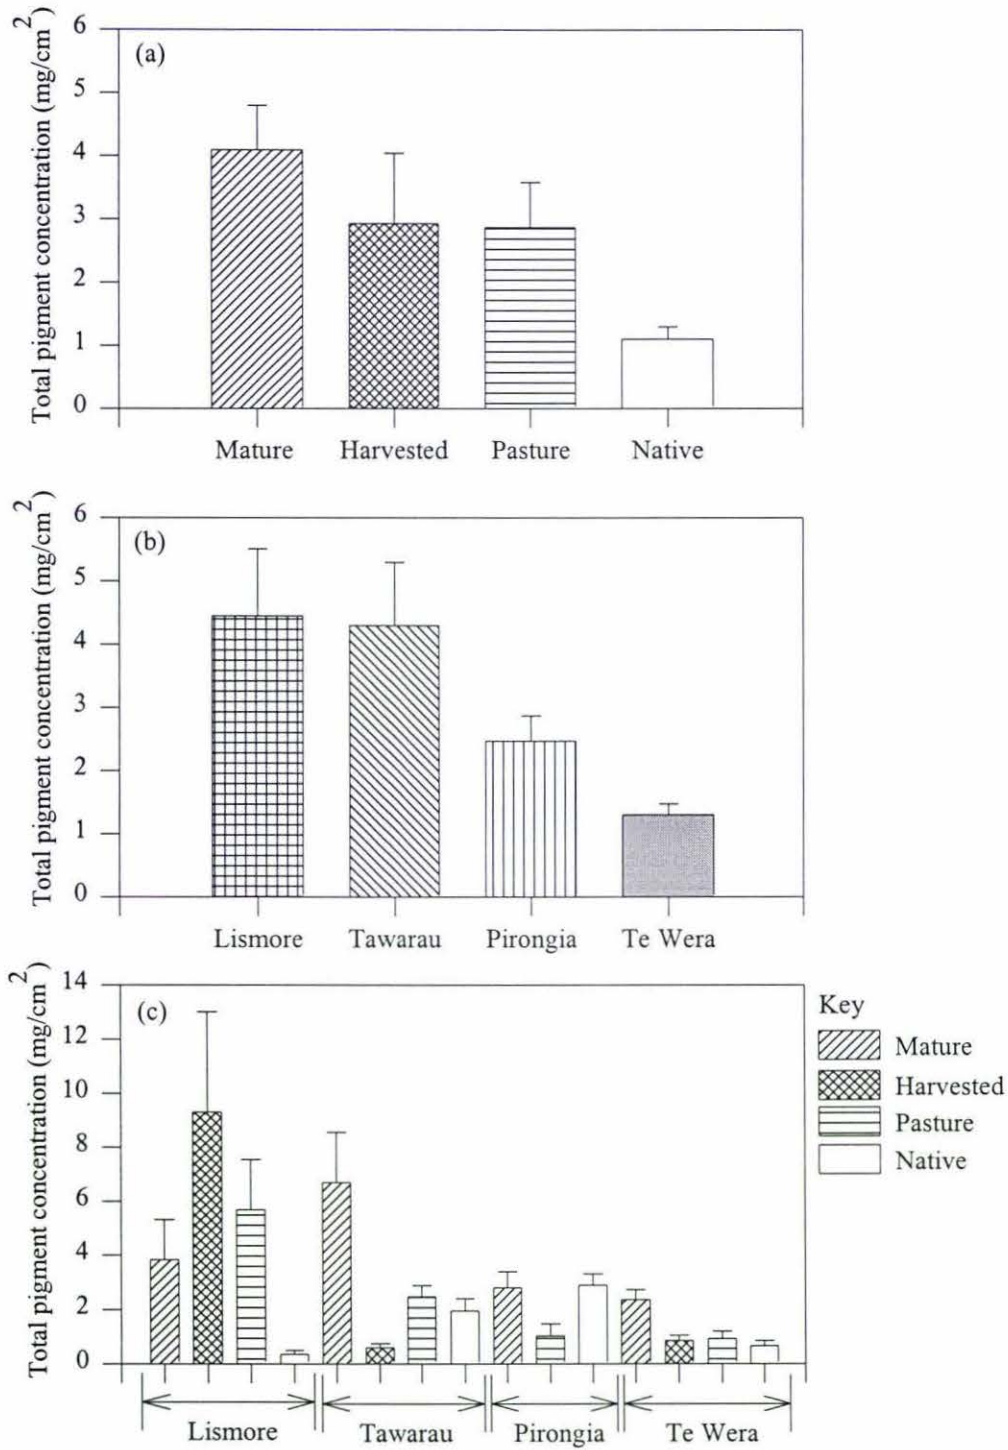 Total pigment concentration (mg/cm²)
6
(a)
5
4
3
2
1
0
Mature Harvested Pasture Native
Total pigment concentration (mg/cm²)
6
(b)
5
4
3
2
1
0
Lismore Tawarau Pirongia Te Wera
Total pigment concentration (mg/cm²)
14
(c)
12
10
8
6
4
2
0
Lismore Tawarau Pirongia Te Wera
Key
Mature
Harvested
Pasture
Native